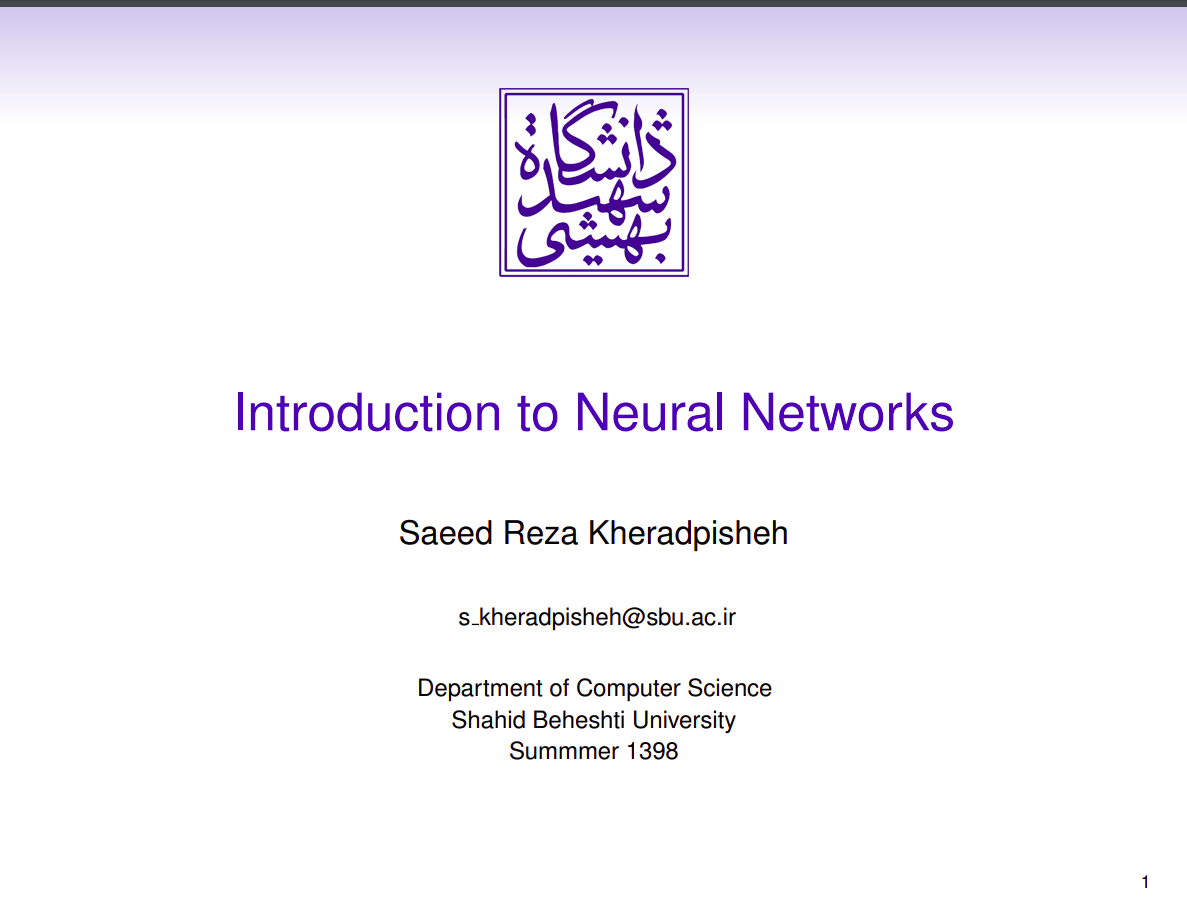 دانشگاه
شهید
بهشتی
Introduction to Neural Networks
Saeed Reza Kheradpisheh
s_kheradpisheh@sbu.ac.ir
Department of Computer Science
Shahid Beheshti University
Summmer 1398
1